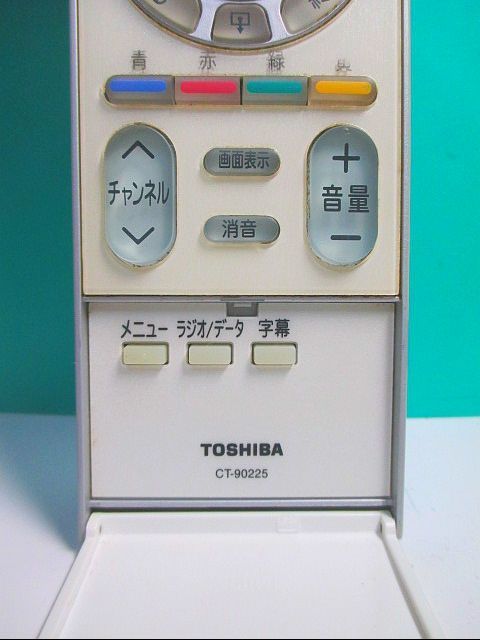 青 赤 緑
画面表示
チャンネル
+
音量
−
消音
メニュー ラジオ/データ 字幕
TOSHIBA
CT-90225